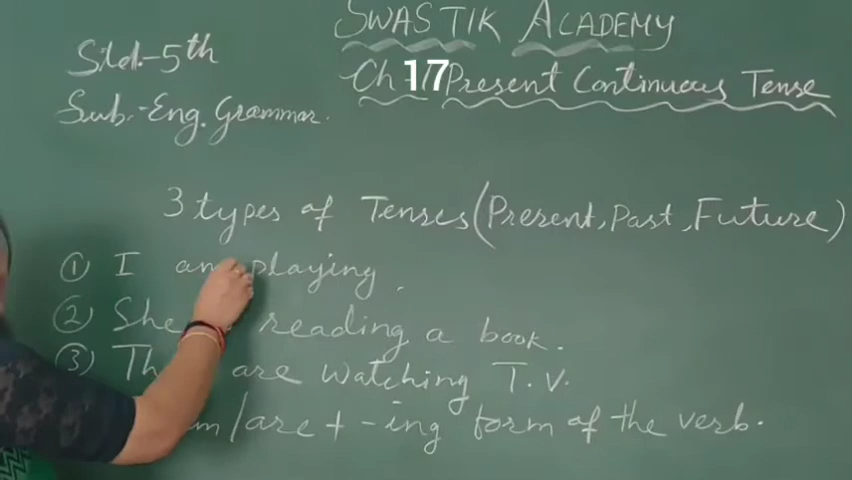 SWASTIK ACADEMY
Std.-5th
Ch 17 Present Continuous Tense
Sub.-Eng. Grammar.
3 types of Tenses (Present, Past, Future)
① I am playing.
② She reading a book.
③ are watching T.V.
/are + -ing form of the verb.